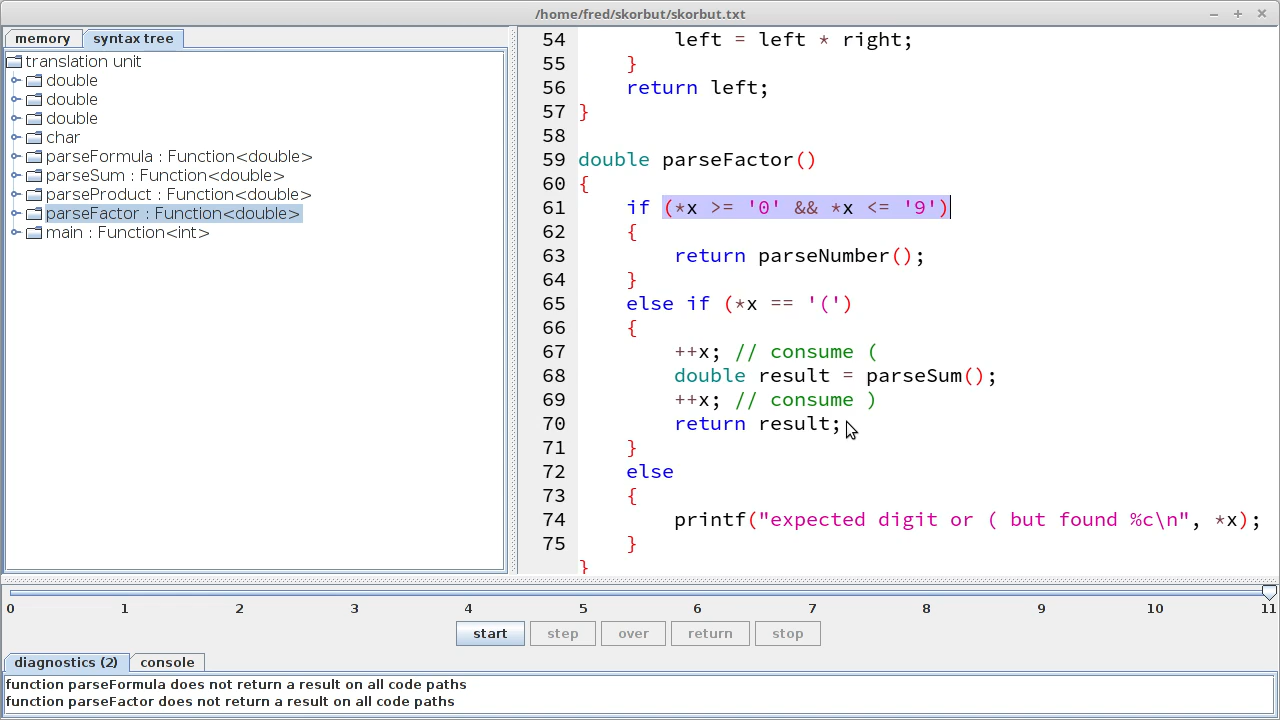 /home/fred/skorbut/skorbut.txt
memory
syntax tree
translation unit
double
double
double
char
parseFormula : Function<double>
parseSum : Function<double>
parseProduct : Function<double>
parseFactor : Function<double>
main : Function<int>
54 left = left * right;
55 }
56 return left;
57 }
58
59 double parseFactor()
60 {
61 if (*x >= '0' && *x <= '9')
62 {
63 return parseNumber();
64 }
65 else if (*x == '(')
66 {
67 ++x; // consume (
68 double result = parseSum();
69 ++x; // consume )
70 return result;
71 }
72 else
73 {
74 printf("expected digit or ( but found %c\n", *x);
75 }
}
0 1 2 3 4 5 6 7 8 9 10 11
start step over return stop
diagnostics (2) console
function parseFormula does not return a result on all code paths
function parseFactor does not return a result on all code paths